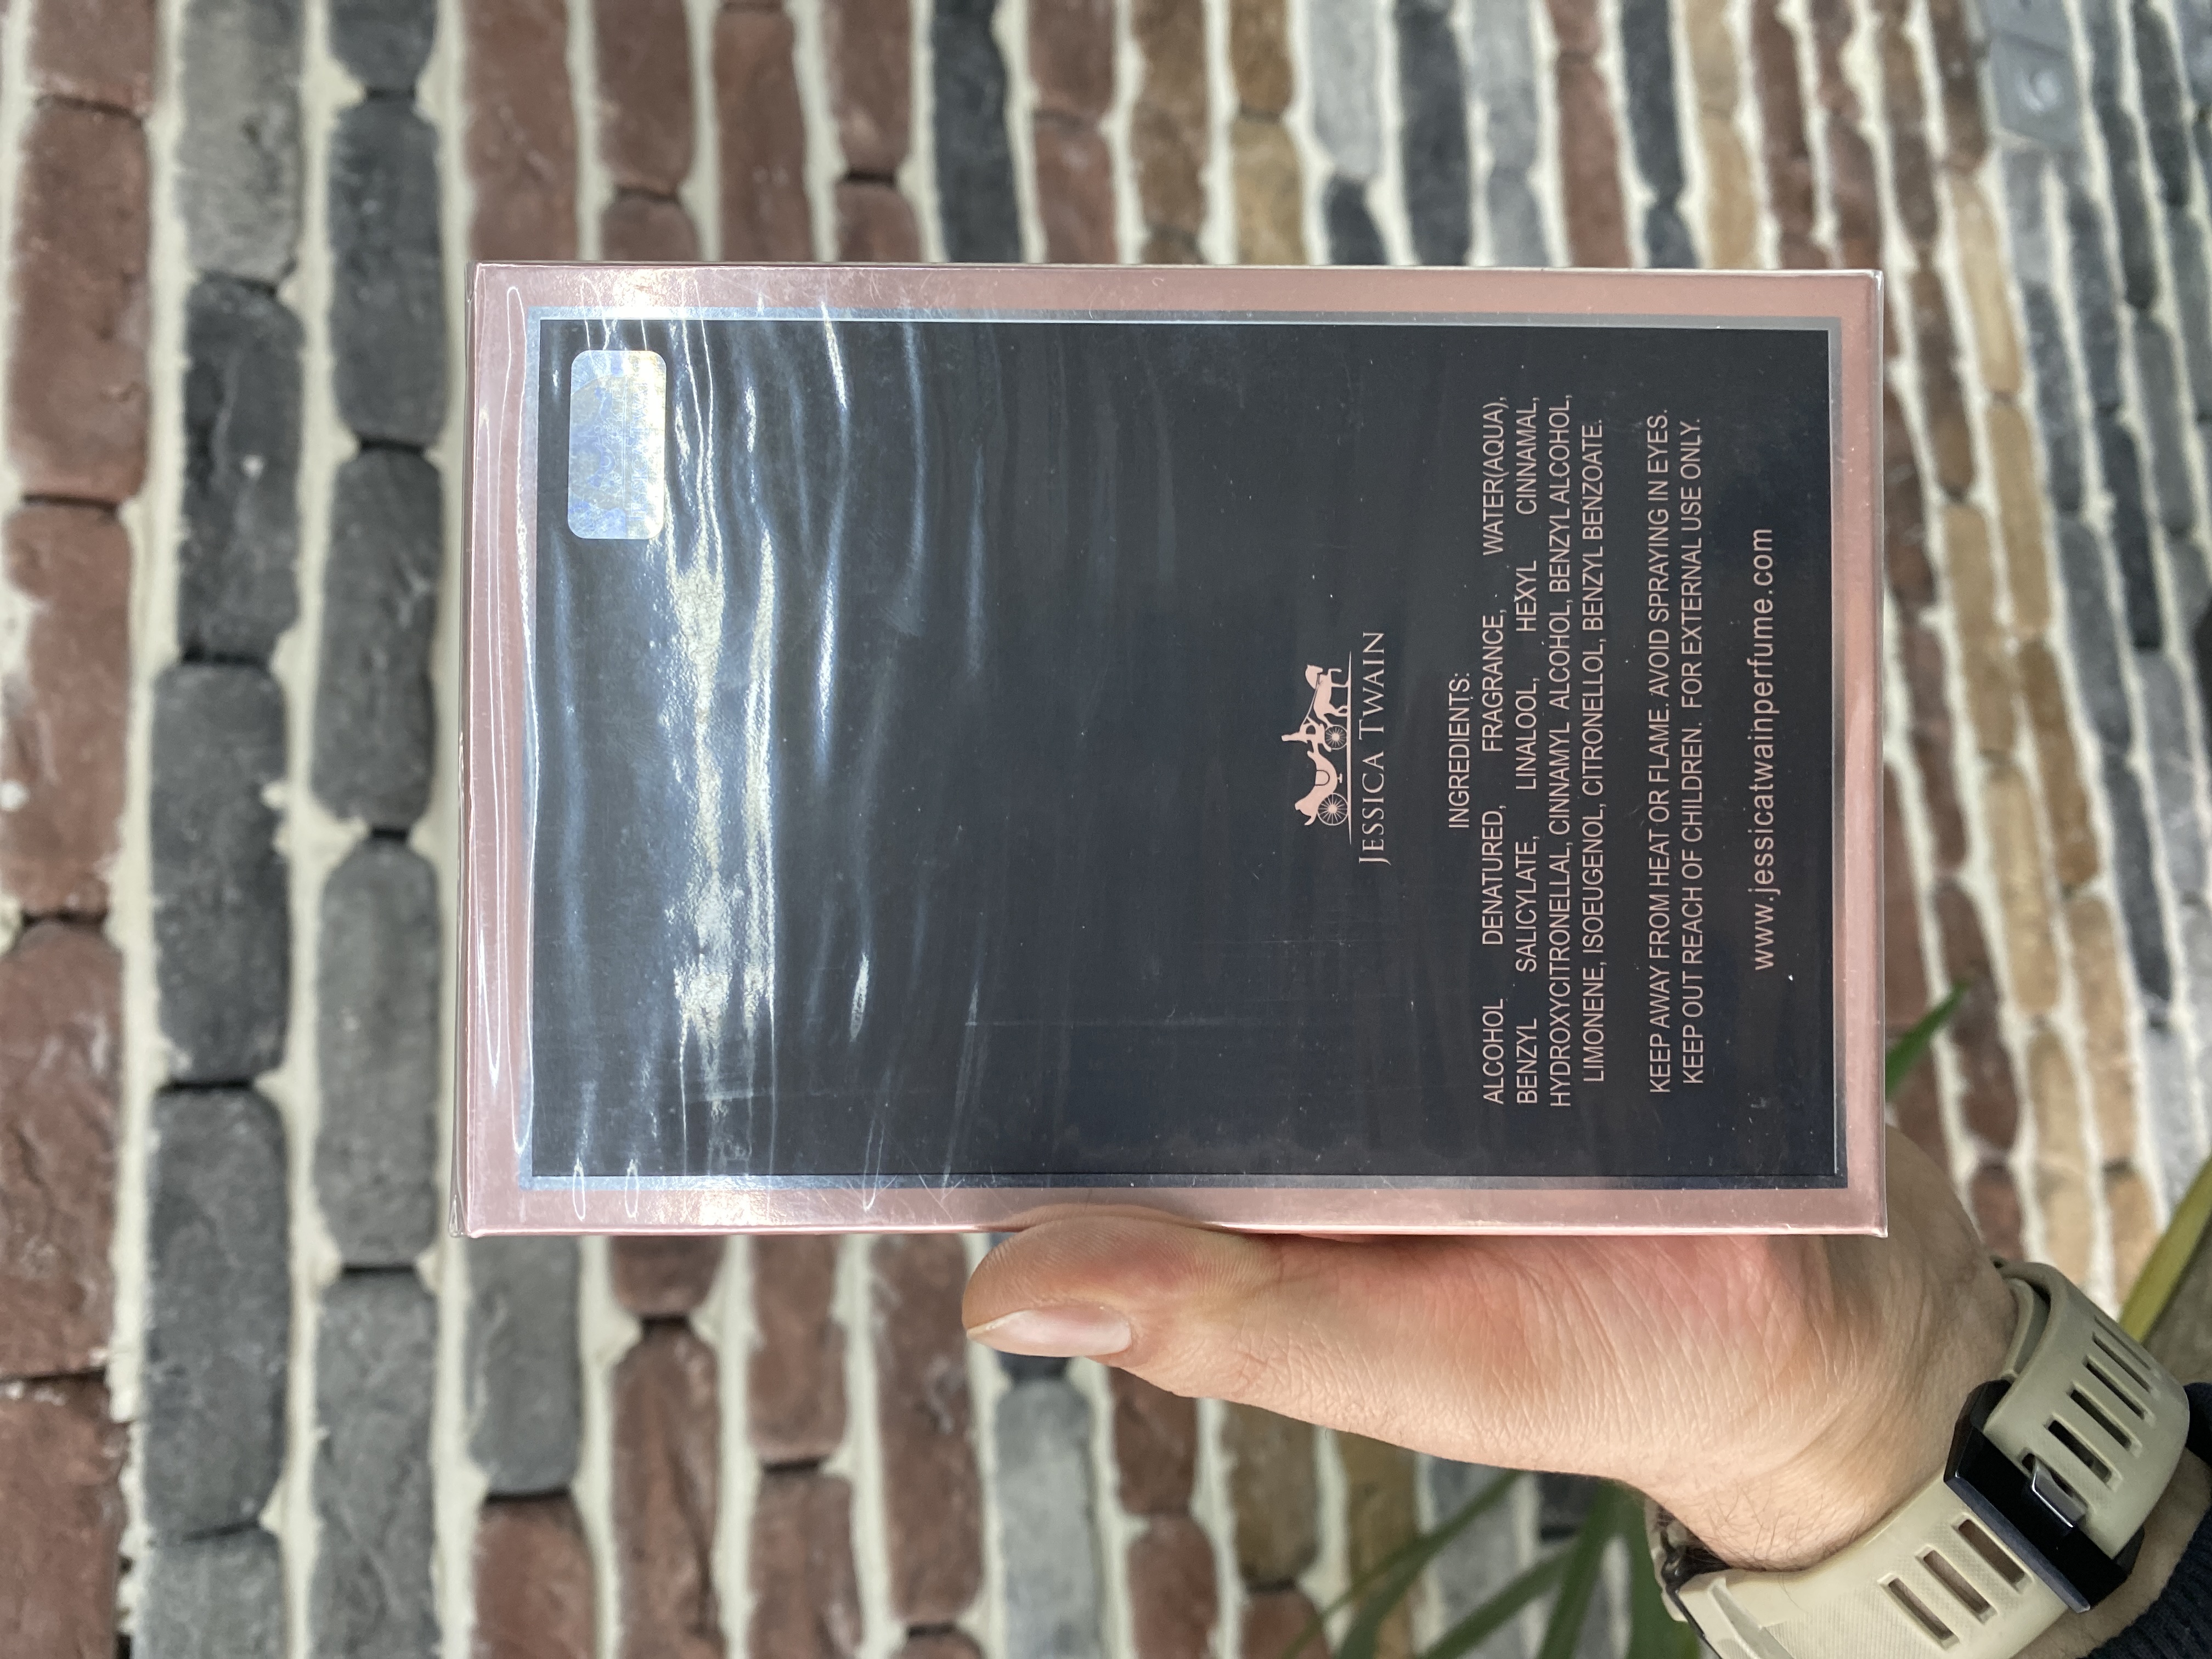 JESSICA TWAIN
INGREDIENTS:
ALCOHOL DENATURED, FRAGRANCE, WATER(AQUA),
BENZYL SALICYLATE, LINALOOL, HEXYL CINNAMAL,
HYDROXYCITRONELLAL, CINNAMYL ALCOHOL, BENZYL ALCOHOL,
LIMONENE, ISOEUGENOL, CITRONELLOL, BENZYL BENZOATE.
KEEP AWAY FROM HEAT OR FLAME. AVOID SPRAYING IN EYES.
KEEP OUT REACH OF CHILDREN. FOR EXTERNAL USE ONLY.
www.jessicatwainperfume.com